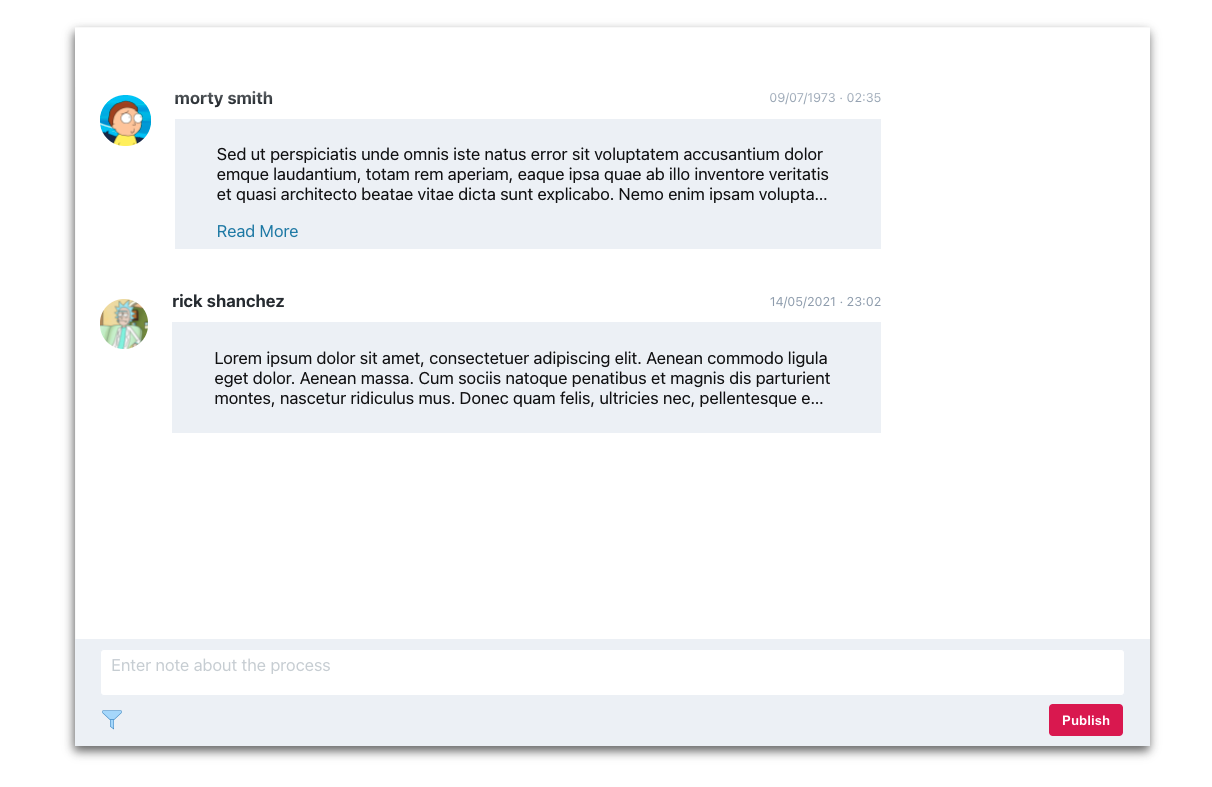 morty smith
09/07/1973 · 02:35
Sed ut perspiciatis unde omnis iste natus error sit voluptatem accusantium dolor
emque laudantium, totam rem aperiam, eaque ipsa quae ab illo inventore veritatis
et quasi architecto beatae vitae dicta sunt explicabo. Nemo enim ipsam volupta...
Read More
rick shanchez
14/05/2021 · 23:02
Lorem ipsum dolor sit amet, consectetuer adipiscing elit. Aenean commodo ligula
eget dolor. Aenean massa. Cum sociis natoque penatibus et magnis dis parturient
montes, nascetur ridiculus mus. Donec quam felis, ultricies nec, pellentesque e...
Enter note about the process
Publish